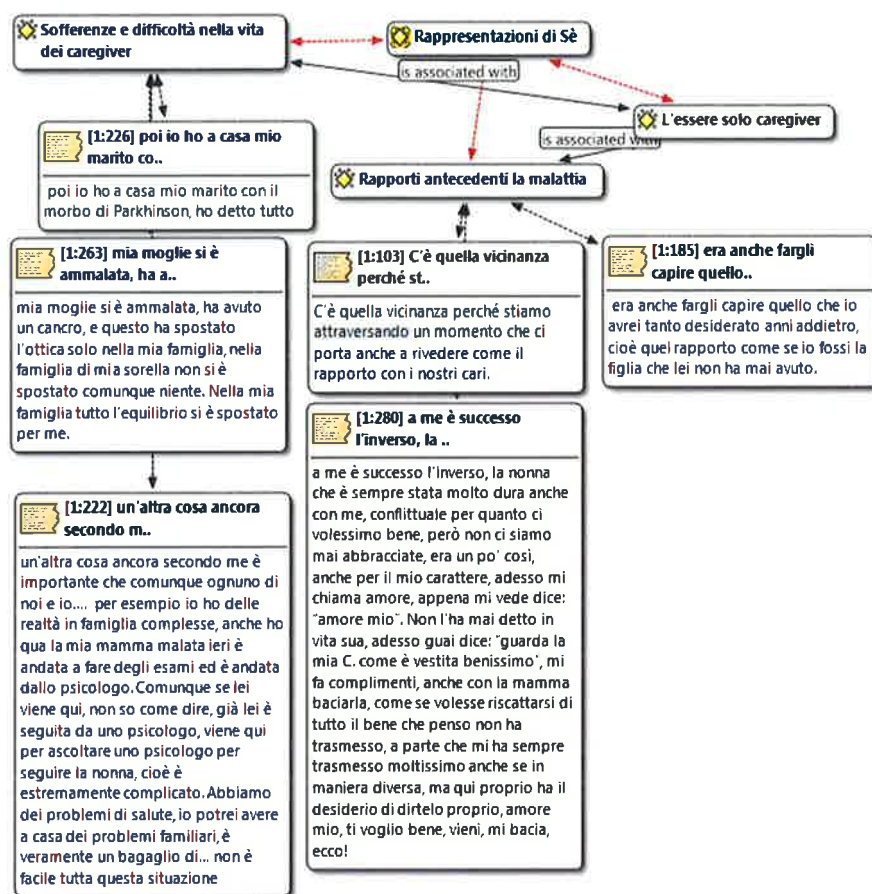 Sofferenze e difficoltà nella vita
dei caregiver
Rappresentazioni di Sè
is associated with
L'essere solo caregiver
is associated with
Rapporti antecedenti la malattia
[1:226] poi io ho a casa mio
marito co..
poi io ho a casa mio marito con il
morbo di Parkhinson, ho detto tutto
[1:263] mia moglie si è
ammalata, ha a..
mia moglie si è ammalata, ha avuto
un cancro, e questo ha spostato
l'ottica solo nella mia famiglia, nella
famiglia di mia sorella non si è
spostato comunque niente. Nella mia
famiglia tutto l'equilibrio si è spostato
per me.
[1:222] un'altra cosa ancora
secondo m..
un'altra cosa ancora secondo me è
importante che comunque ognuno di
noi e io.... per esempio io ho delle
realtà in famiglia complesse, anche ho
qua la mia mamma malata ieri è
andata a fare degli esami ed è andata
dallo psicologo. Comunque se lei
viene qui, non so come dire, già lei è
seguita da uno psicologo, viene qui
per ascoltare uno psicologo per
seguire la nonna, cioè è
estremamente complicato. Abbiamo
dei problemi di salute, io potrei avere
a casa dei problemi familiari, è
veramente un bagaglio di... non è
facile tutta questa situazione
[1:103] C'è quella vicinanza
perché st..
C'è quella vicinanza perché stiamo
attraversando un momento che ci
porta anche a rivedere come il
rapporto con i nostri cari.
[1:280] a me è successo
l'inverso, la ..
a me è successo l'inverso, la nonna
che è sempre stata molto dura anche
con me, conflittuale per quanto ci
volessimo bene, però non ci siamo
mai abbracciate, era un po' così,
anche per il mio carattere, adesso mi
chiama amore, appena mi vede dice:
"amore mio". Non l'ha mai detto in
vita sua, adesso guai dice: "guarda la
mia C. come è vestita benissimo", mi
fa complimenti, anche con la mamma
baciarla, come se volesse riscattarsi di
tutto il bene che penso non ha
trasmesso, a parte che mi ha sempre
trasmesso moltissimo anche se in
maniera diversa, ma qui proprio ha il
desiderio di dirtelo proprio, amore
mio, ti voglio bene, vieni, mi bacia,
ecco!
[1:185] era anche fargli
capire quello..
era anche fargli capire quello che io
avrei tanto desiderato anni addietro,
cioè quel rapporto come se io fossi la
figlia che lei non ha mai avuto.